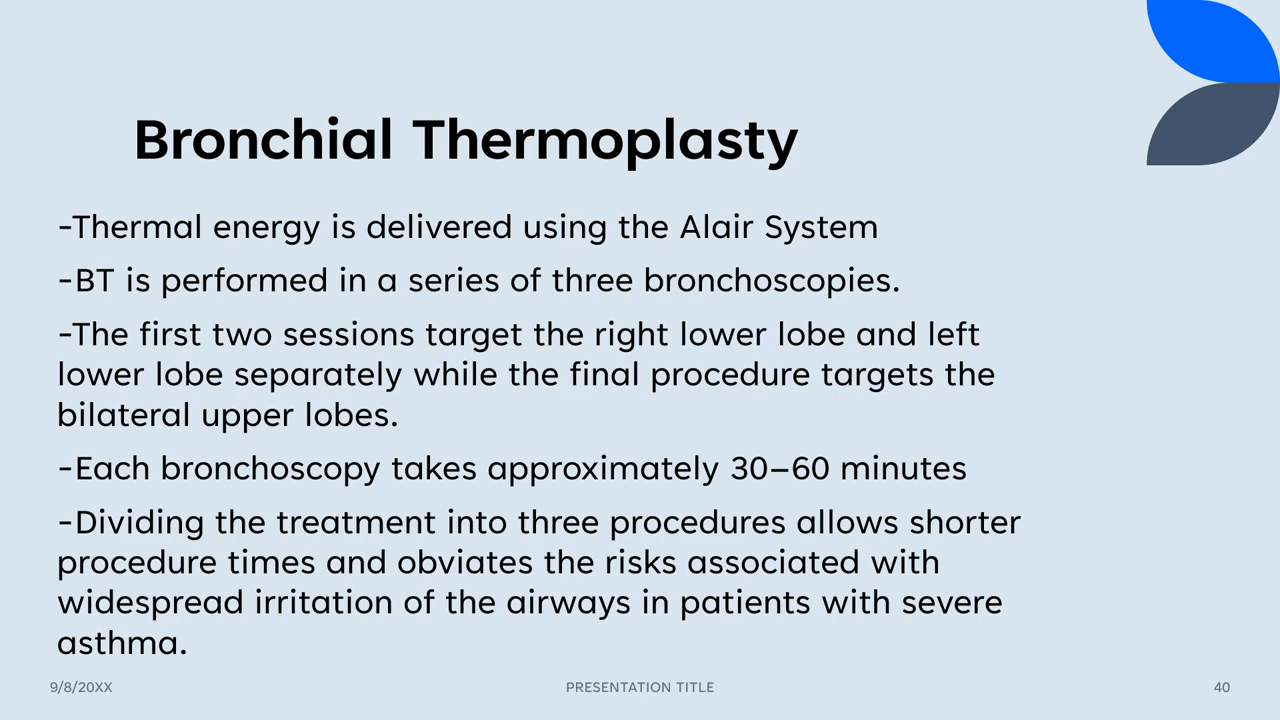 Bronchial Thermoplasty
-Thermal energy is delivered using the Alair System
-BT is performed in a series of three bronchoscopies.
-The first two sessions target the right lower lobe and left
lower lobe separately while the final procedure targets the
bilateral upper lobes.
-Each bronchoscopy takes approximately 30–60 minutes
-Dividing the treatment into three procedures allows shorter
procedure times and obviates the risks associated with
widespread irritation of the airways in patients with severe
asthma.
9/8/20XX
PRESENTATION TITLE
40